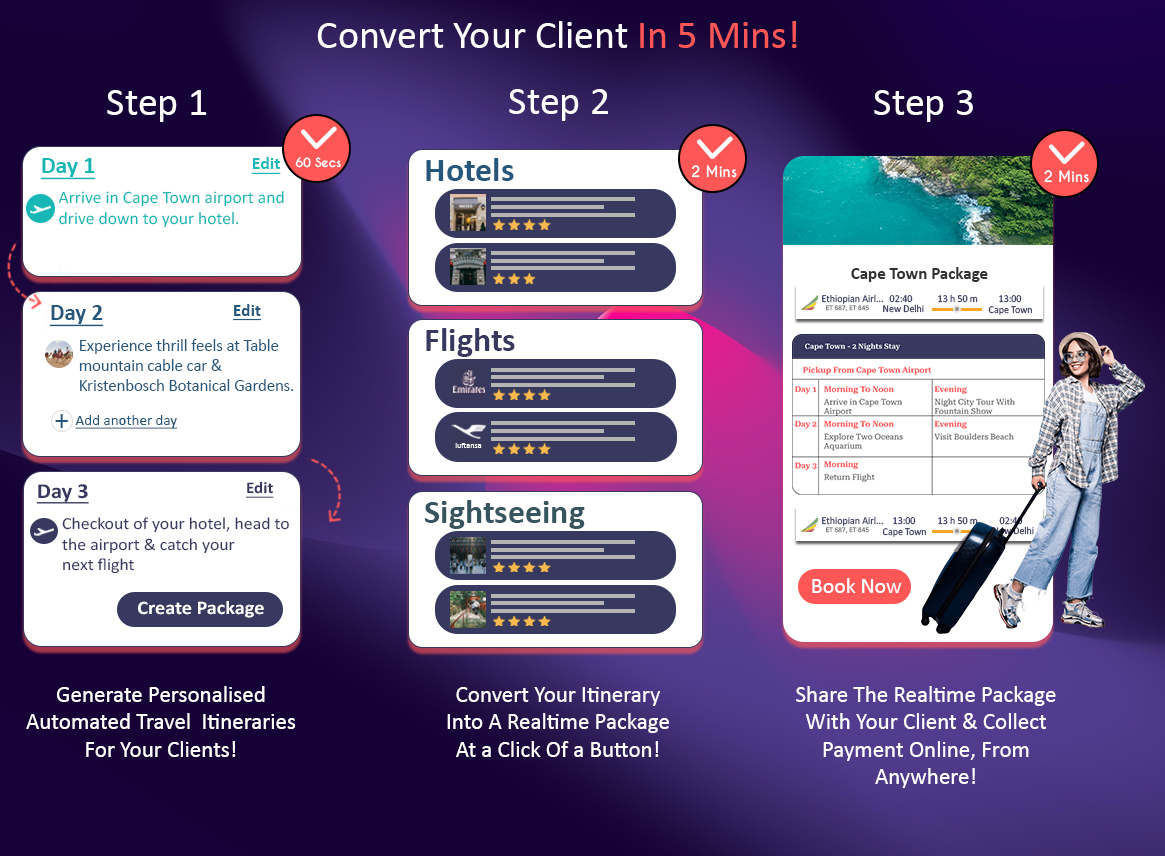 Convert Your Client In 5 Mins!
Step 1
60 Secs
Day 1
Edit
Arrive in Cape Town airport and
drive down to your hotel.
Day 2
Edit
Experience thrill feels at Table
mountain cable car &
Kristenbosch Botanical Gardens.
Add another day
Day 3
Edit
Checkout of your hotel, head to
the airport & catch your
next flight
Create Package
Generate Personalised
Automated Travel Itineraries
For Your Clients!
Step 2
2 Mins
Hotels
Flights
Emirates
luftansa
Sightseeing
Convert Your Itinerary
Into A Realtime Package
At a Click Of a Button!
Step 3
2 Mins
Cape Town Package
Ethiopian Airl... 02:40 13 h 50 m 13:00
ET 687, ET 845 New Delhi Cape Town
Cape Town - 2 Nights Stay
Pickup From Cape Town Airport
Day 1 Morning To Noon Evening
Arrive in Cape Town Night City Tour With
Airport Fountain Show
Day 2 Morning To Noon Evening
Explore Two Oceans Visit Boulders Beach
Aquarium
Day 3 Morning
Return Flight
Ethiopian Airl... 13:00 13 h 50 m
ET 687, ET 845 Cape Town Delhi
Book Now
Share The Realtime Package
With Your Client & Collect
Payment Online, From
Anywhere!